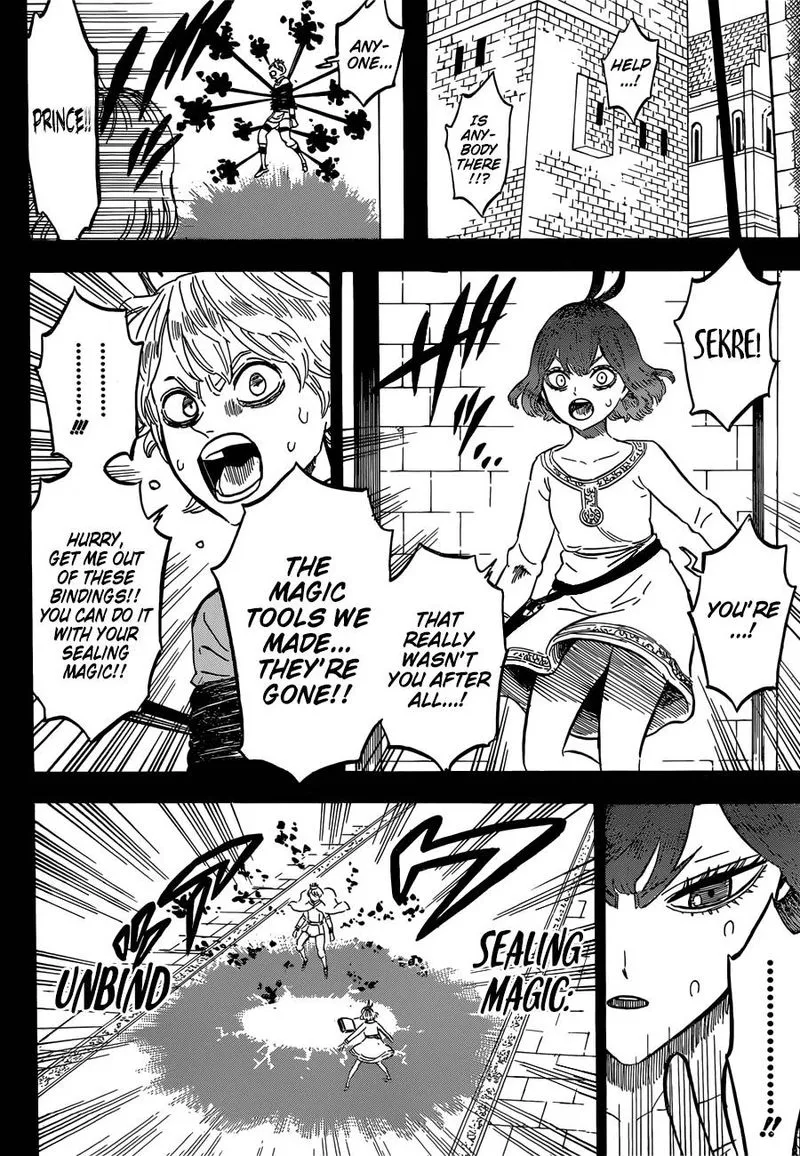 HELP
...!
IS
ANY-
BODY
THERE
!!?
ANY-
ONE...
PRINCE!!
SEKRE!
YOU'RE
...!
THAT
REALLY
WASN'T
YOU AFTER
ALL...!
THE
MAGIC
TOOLS WE
MADE...
THEY'RE
GONE!!
.........
!!!
HURRY,
GET ME OUT
OF THESE
BINDINGS!!
YOU CAN DO IT
WITH YOUR
SEALING
MAGIC!!
.........
!!
SEALING
MAGIC:
UNBIND